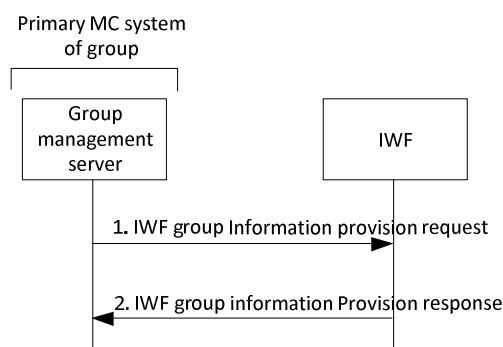 Primary MC system
of group
Group
management
server
IWF
1. IWF group Information provision request
2. IWF group information Provision response